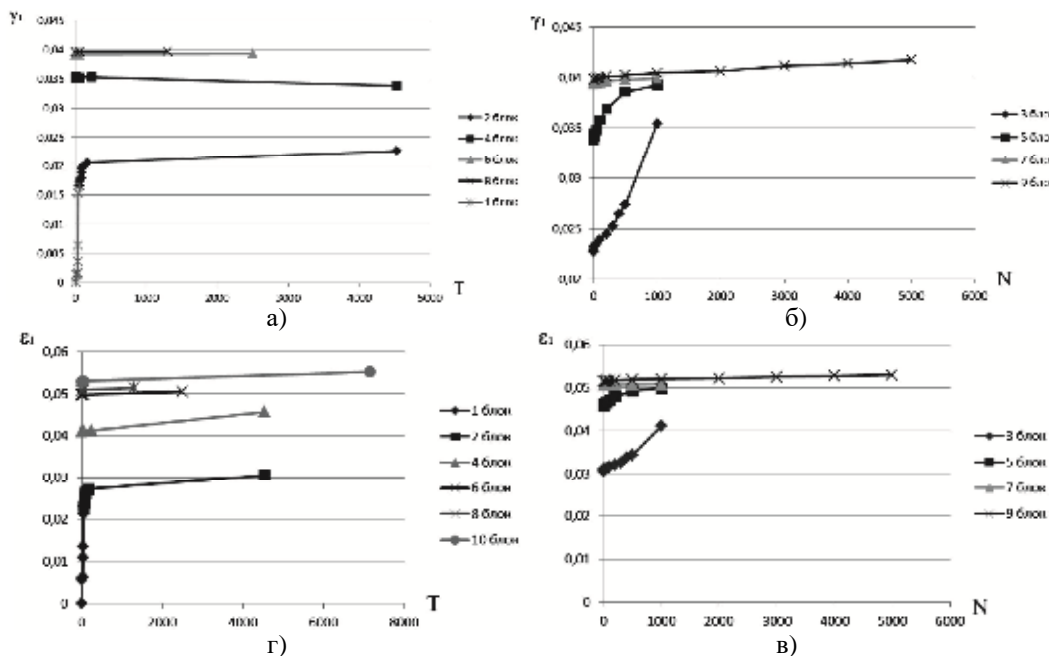 γ₁
0,045
0,04
0,035
0,03
0,025
0,02
0,015
0,01
0,005
0
0 1000 2000 3000 4000 5000
T
2 блок
4 блок
6 блок
8 блок
1 блок
а)
γ₁
0,045
0,04
0,035
0,03
0,025
0,02
0 1000 2000 3000 4000 5000 6000
N
3 бло
5 бло
7 бло
9 бло
б)
ε₁
0,06
0,05
0,04
0,03
0,02
0,01
0
0 2000 4000 6000 8000
T
1 блок
2 блок
4 блок
6 блок
8 блок
10 блок
г)
ε₁
0,06
0,05
0,04
0,03
0,02
0,01
0
0 1000 2000 3000 4000 5000 6000
N
3 блок
5 блок
7 блок
9 блок
в)